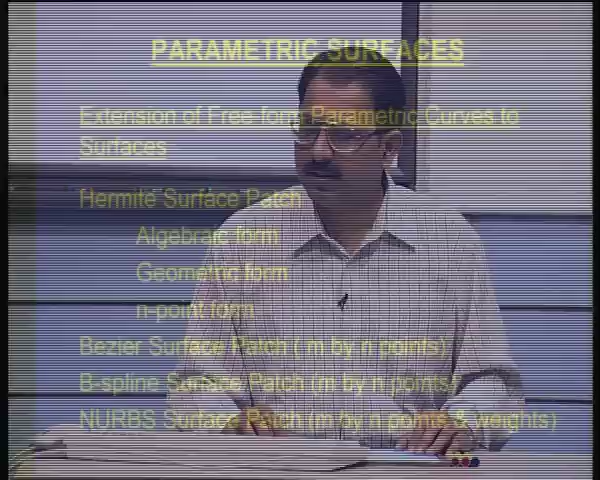 PARAMETRIC SURFACES
Extension of Free-form Parametric Curves to
Surfaces
Hermite Surface Patch
Algebraic form
Geometric form
n-point form
Bezier Surface Patch ( m by n points)
B-spline Surface Patch (m by n points)
NURBS Surface Patch (m by n points & weights)